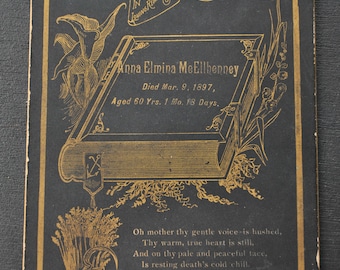 Anna Elmina McEllhenney
Died Mar. 9, 1897,
Aged 60 Yrs. 1 Mo. 18 Days.
Oh mother thy gentle voice is hushed,
Thy warm, true heart is still,
And on thy pale and peaceful face,
Is resting death's cold chill.